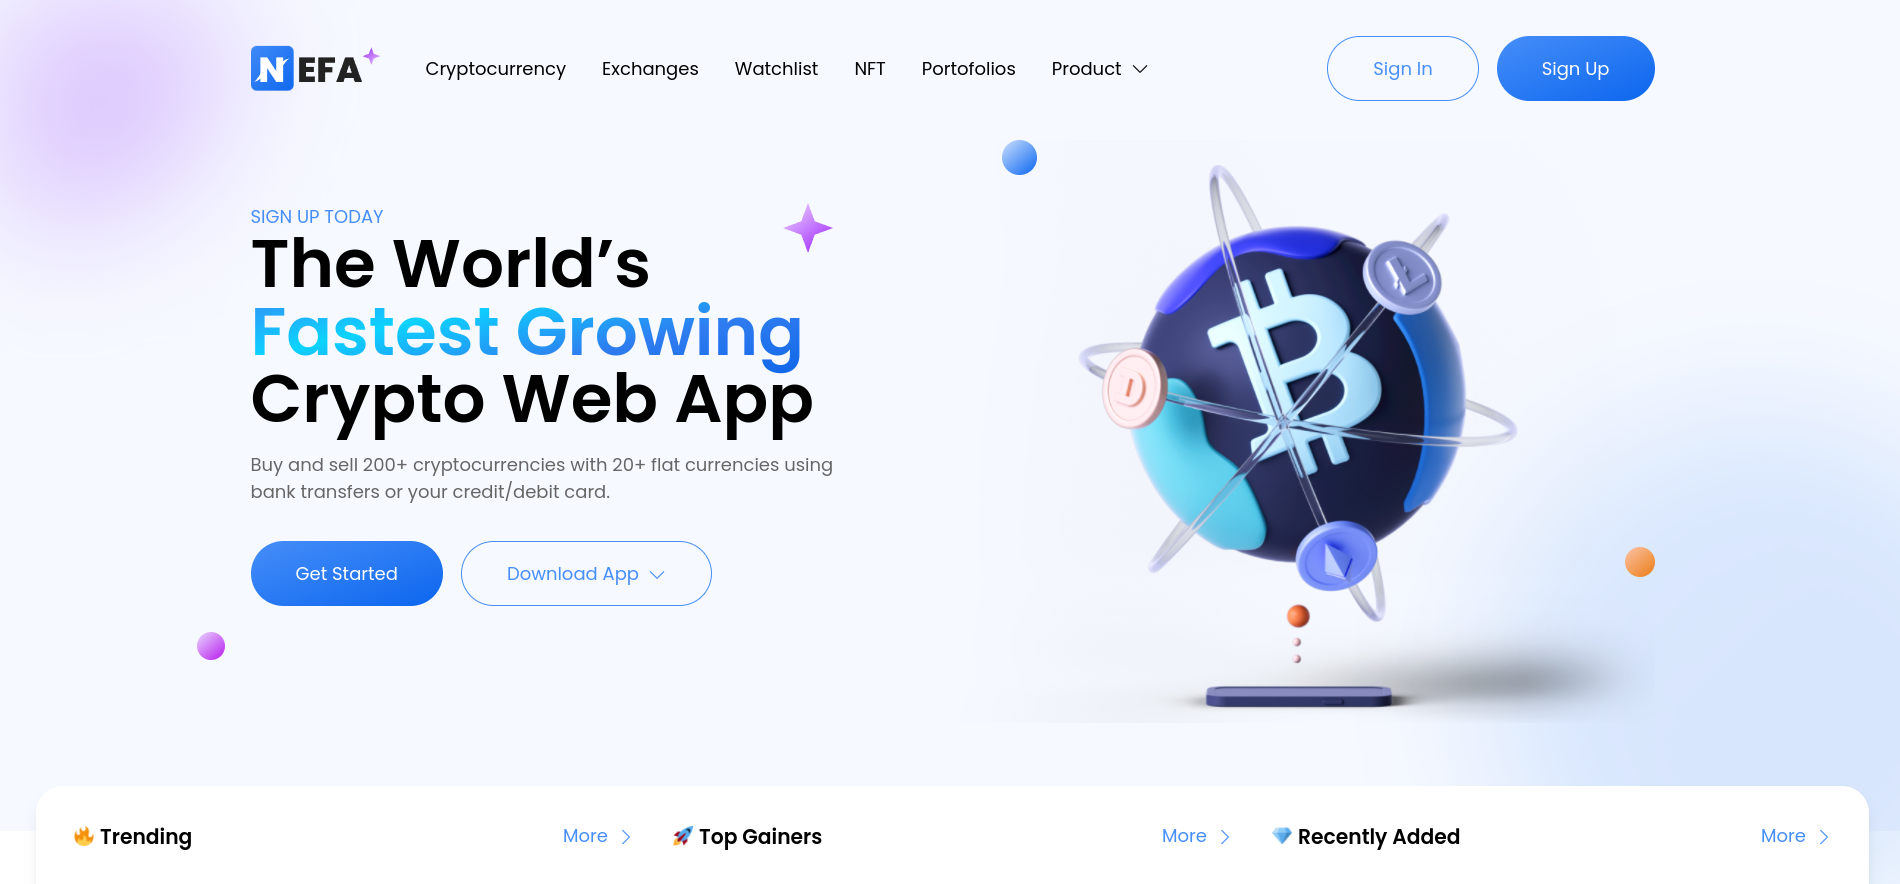 NEFA
Cryptocurrency
Exchanges
Watchlist
NFT
Portofolios
Product
Sign In
Sign Up
SIGN UP TODAY
The World’s
Fastest Growing
Crypto Web App
Buy and sell 200+ cryptocurrencies with 20+ flat currencies using
bank transfers or your credit/debit card.
Get Started
Download App
Trending
More
Top Gainers
More
Recently Added
More